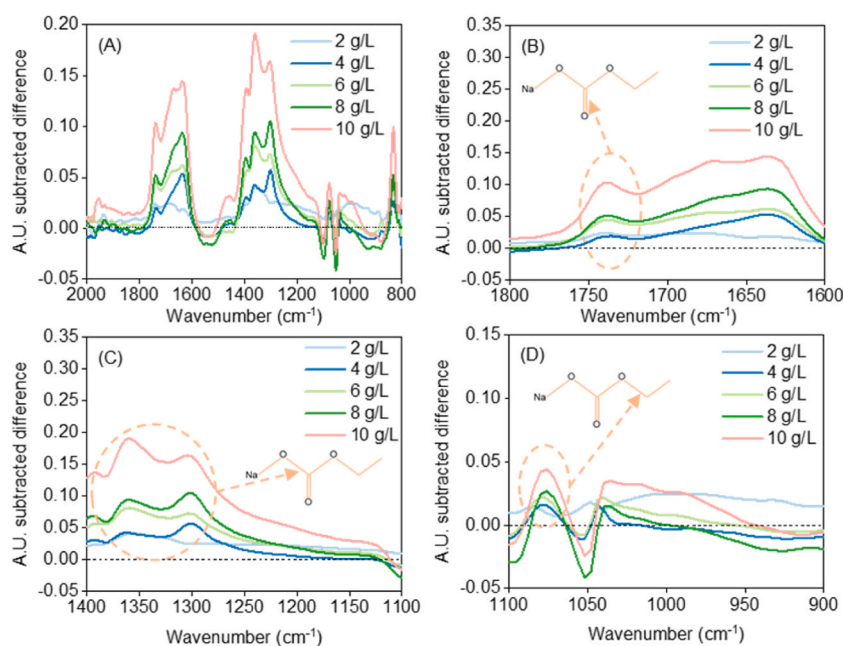 (A)
2 g/L
4 g/L
6 g/L
8 g/L
10 g/L
A.U. subtracted difference
0.20
0.15
0.10
0.05
0.00
-0.05
2000 1600 1400 1200 1000 800
Wavenumber (cm-1)
(B)
2 g/L
4 g/L
6 g/L
8 g/L
10 g/L
Na O O
O
A.U. subtracted difference
0.35
0.30
0.25
0.20
0.15
0.10
0.05
0.00
-0.05
1800 1700 1600
Wavenumber (cm-1)
(C)
2 g/L
4 g/L
6 g/L
8 g/L
10 g/L
Na O O
O
A.U. subtracted difference
0.35
0.30
0.25
0.20
0.15
0.10
0.05
0.00
1400 1300 1200 1100
Wavenumber (cm-1)
(D)
2 g/L
4 g/L
6 g/L
8 g/L
10 g/L
Na O O
O
A.U. subtracted difference
0.15
0.10
0.05
0.00
-0.05
1100 1050 1000 950 900
Wavenumber (cm-1)